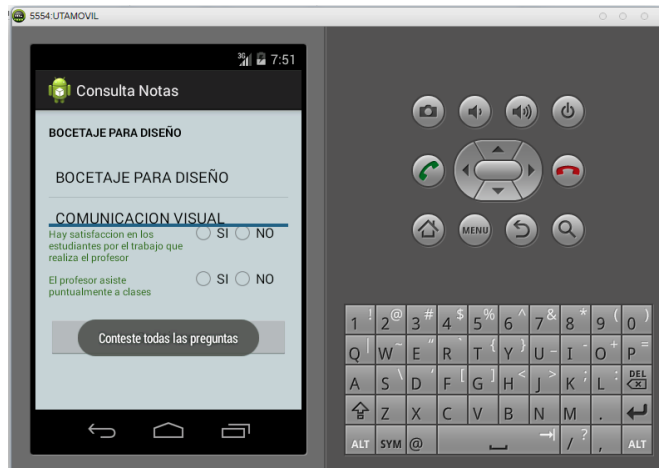 5554:UTAMOVIL
3G 7:51
Consulta Notas
BOCETAJE PARA DISEÑO
BOCETAJE PARA DISEÑO
COMUNICACION VISUAL
Hay satisfaccion en los
estudiantes por el trabajo que
realiza el profesor
SI NO
El profesor asiste
puntualmente a clases
SI NO
Conteste todas las preguntas
MENU
1 ! 2 @ 3 # 4 $ 5 % 6 ^ 7 & 8 * 9 ( 0 )
Q | W ~ E " R ` T { Y } U - I - O + P =
A S \ D ' F [ G ] H < J > K ; L : DEL
Z X C V B N M .
ALT SYM @ / ? , ALT